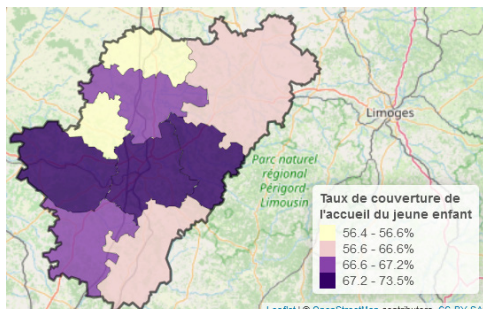 Limoges
Parc naturel
régional
Périgord-
Limousin
Taux de couverture de
l'accueil du jeune enfant
56.4 - 56.6%
56.6 - 66.6%
66.6 - 67.2%
67.2 - 73.5%
Leaflet | © OpenStreetMap contributors, CC-BY-SA